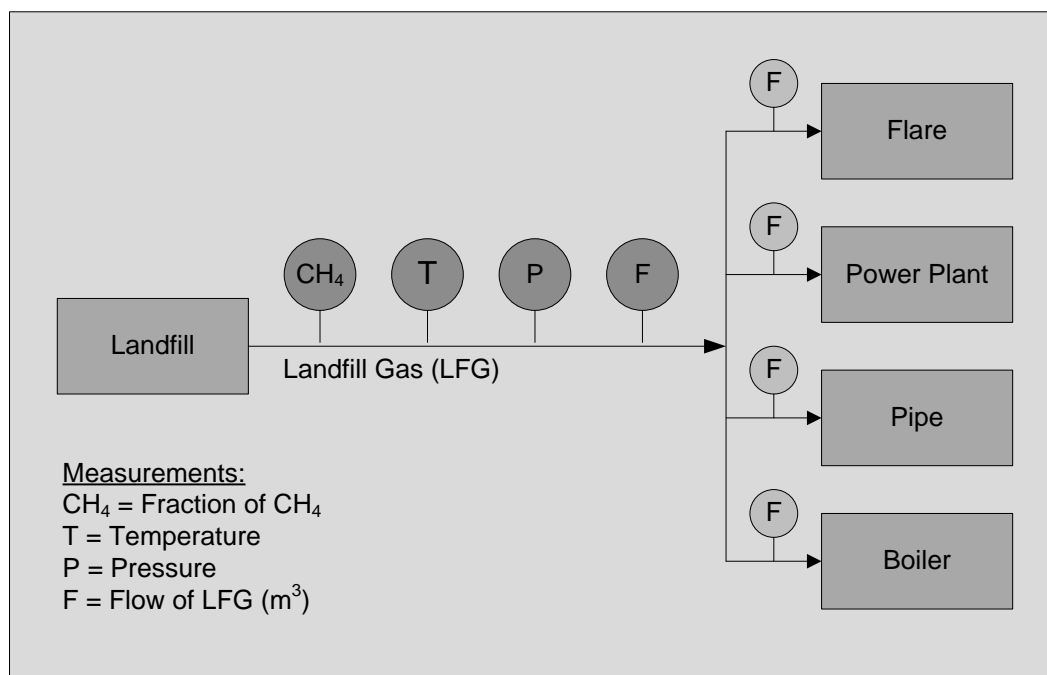 F
Flare
F
Power Plant
CH₄
T
P
F
Landfill
Landfill Gas (LFG)
F
Pipe
F
Boiler
Measurements:
CH₄ = Fraction of CH₄
T = Temperature
P = Pressure
F = Flow of LFG (m³)